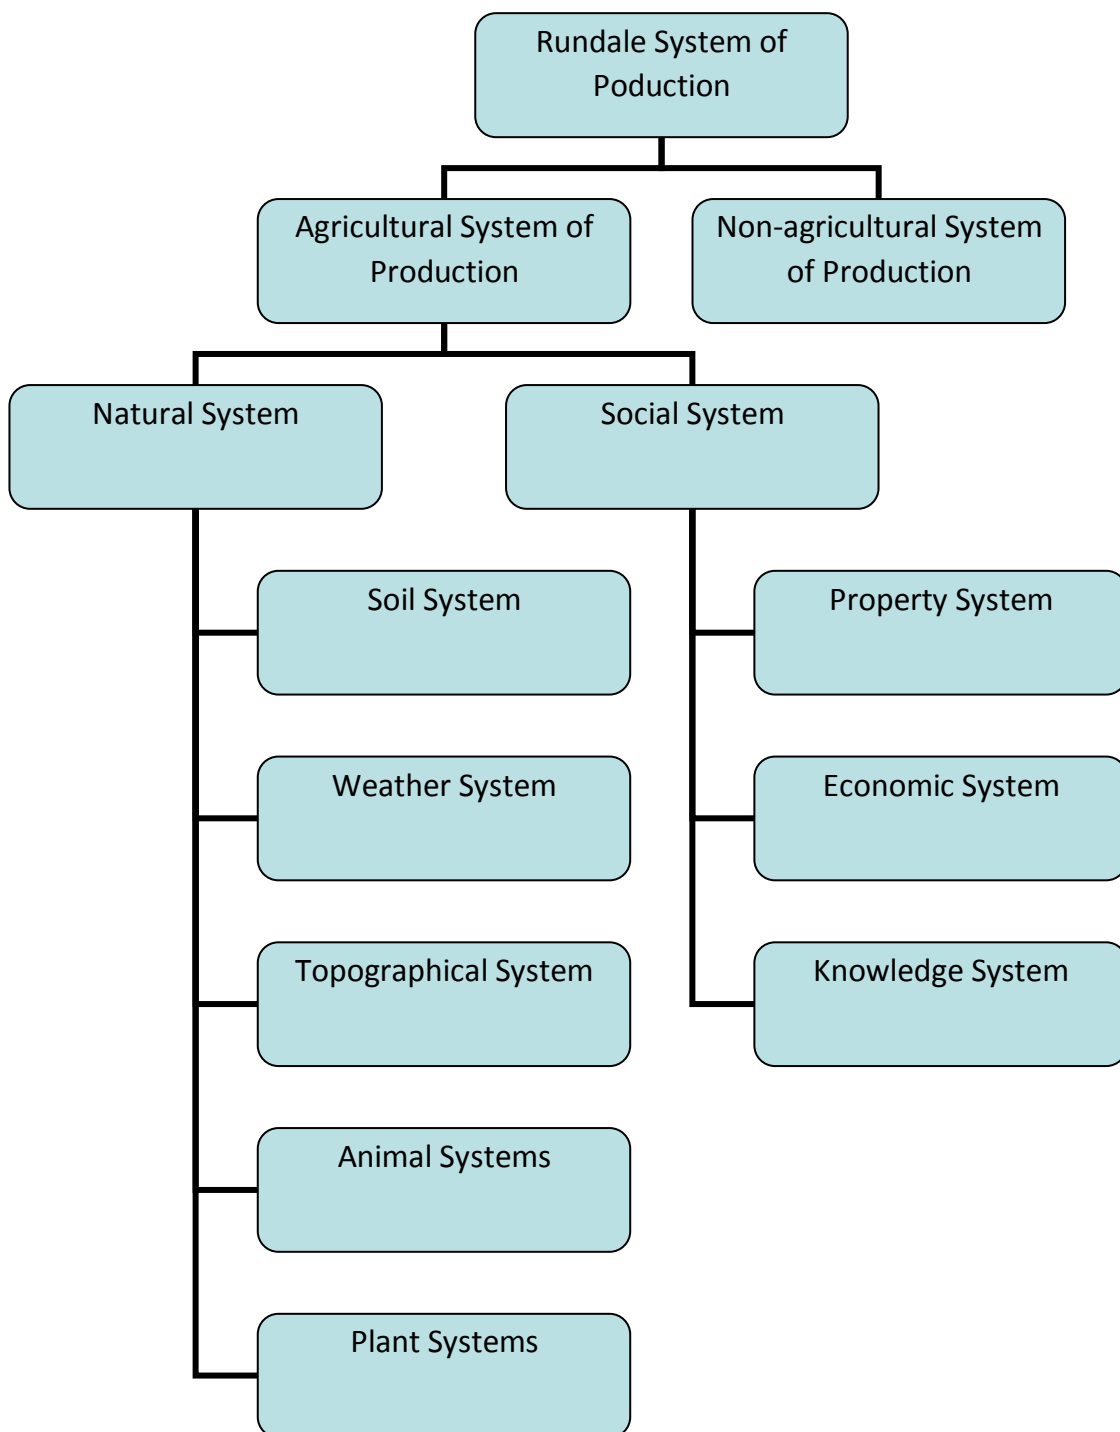 Rundale System of
Poduction
Agricultural System of
Production
Non-agricultural System
of Production
Natural System
Social System
Soil System
Property System
Weather System
Economic System
Topographical System
Knowledge System
Animal Systems
Plant Systems